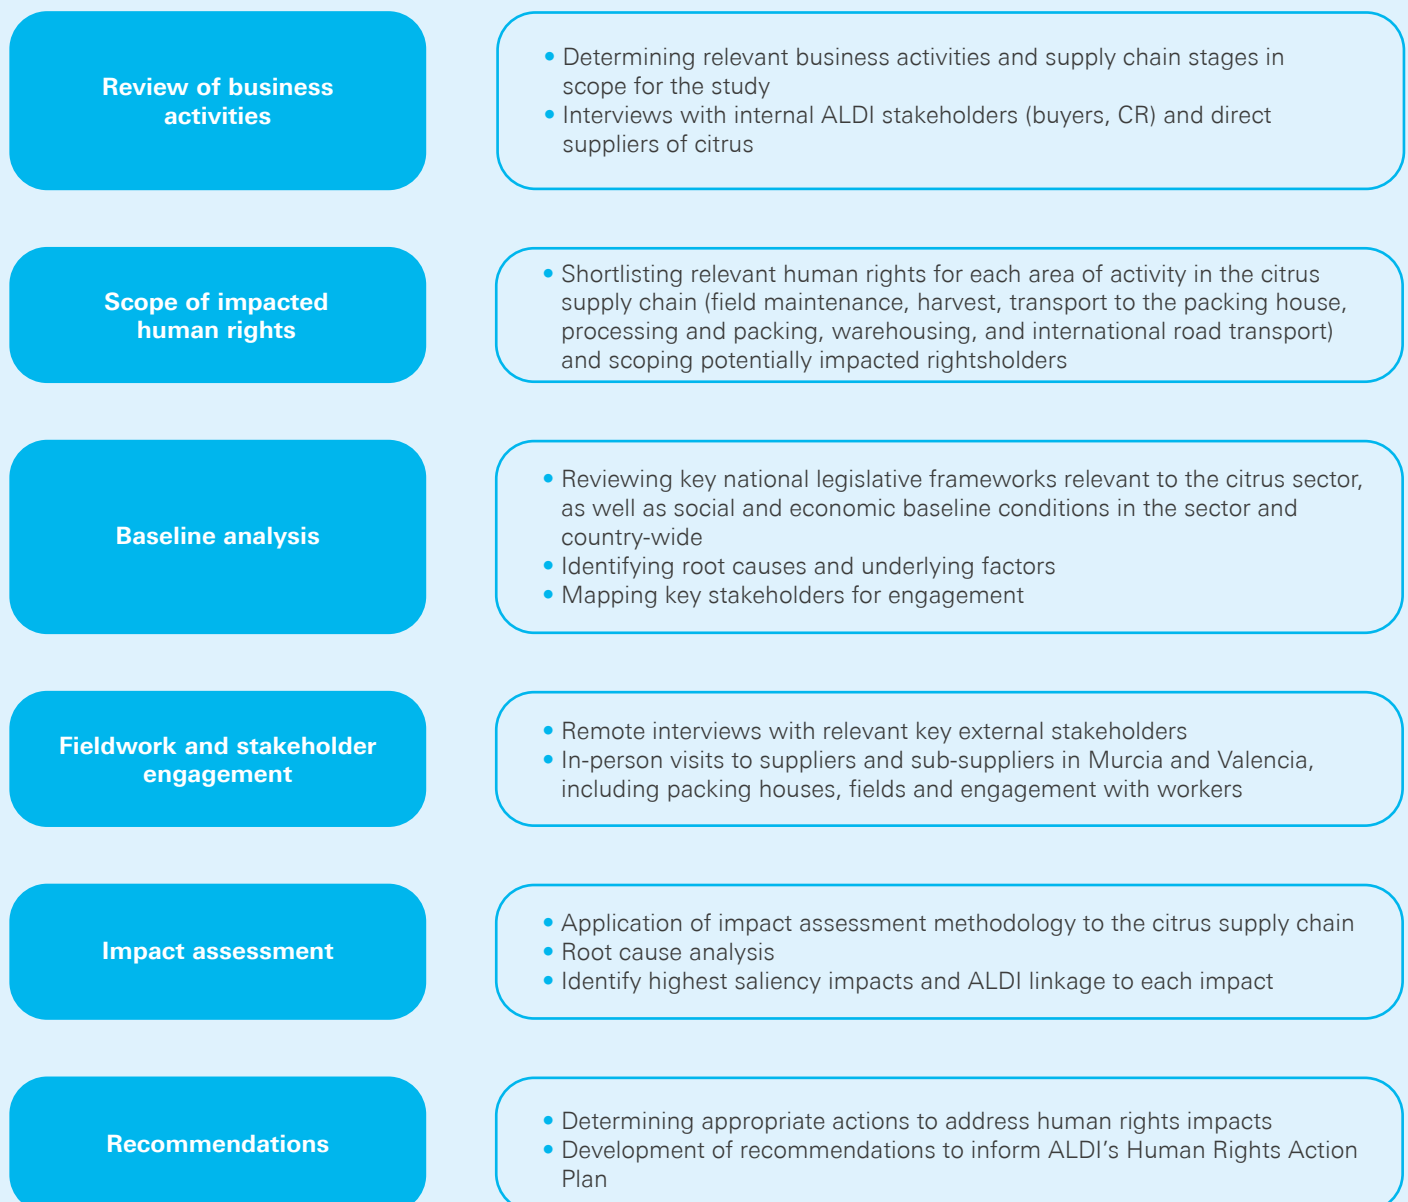 Review of business
activities
• Determining relevant business activities and supply chain stages in
scope for the study
• Interviews with internal ALDI stakeholders (buyers, CR) and direct
suppliers of citrus
Scope of impacted
human rights
• Shortlisting relevant human rights for each area of activity in the citrus
supply chain (field maintenance, harvest, transport to the packing house,
processing and packing, warehousing, and international road transport)
and scoping potentially impacted rightsholders
Baseline analysis
• Reviewing key national legislative frameworks relevant to the citrus sector,
as well as social and economic baseline conditions in the sector and
country-wide
• Identifying root causes and underlying factors
• Mapping key stakeholders for engagement
Fieldwork and stakeholder
engagement
• Remote interviews with relevant key external stakeholders
• In-person visits to suppliers and sub-suppliers in Murcia and Valencia,
including packing houses, fields and engagement with workers
Impact assessment
• Application of impact assessment methodology to the citrus supply chain
• Root cause analysis
• Identify highest saliency impacts and ALDI linkage to each impact
Recommendations
• Determining appropriate actions to address human rights impacts
• Development of recommendations to inform ALDI's Human Rights Action
Plan